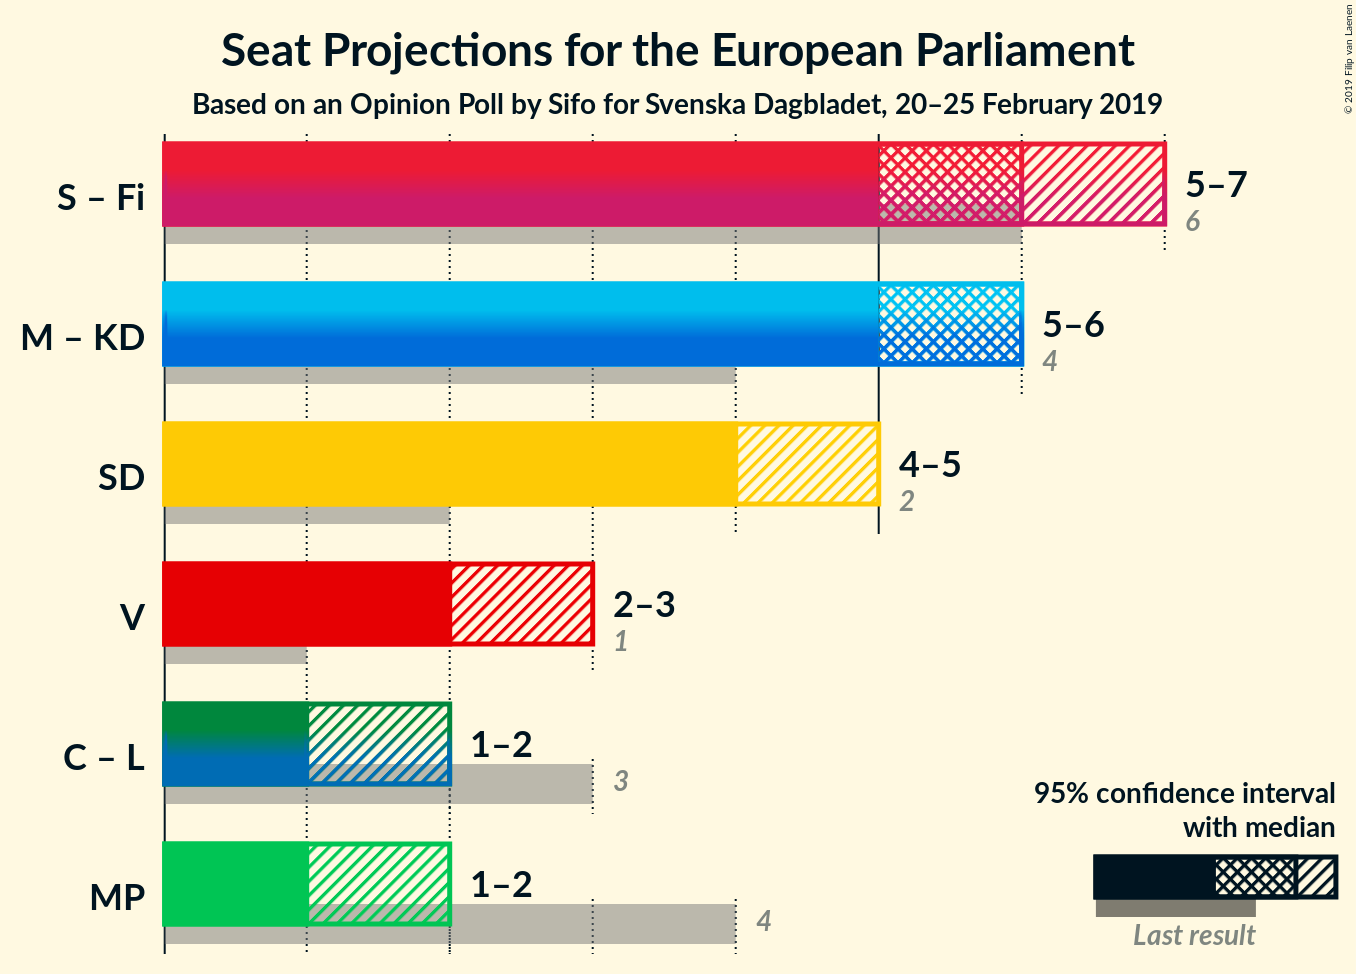 Seat Projections for the European Parliament
Based on an Opinion Poll by Sifo for Svenska Dagbladet, 20–25 February 2019
© 2019 Filip van Laenen
S – Fi
5–7
6
M – KD
5–6
4
SD
4–5
2
V
2–3
1
C – L
1–2
3
MP
1–2
4
95% confidence interval
with median
Last result